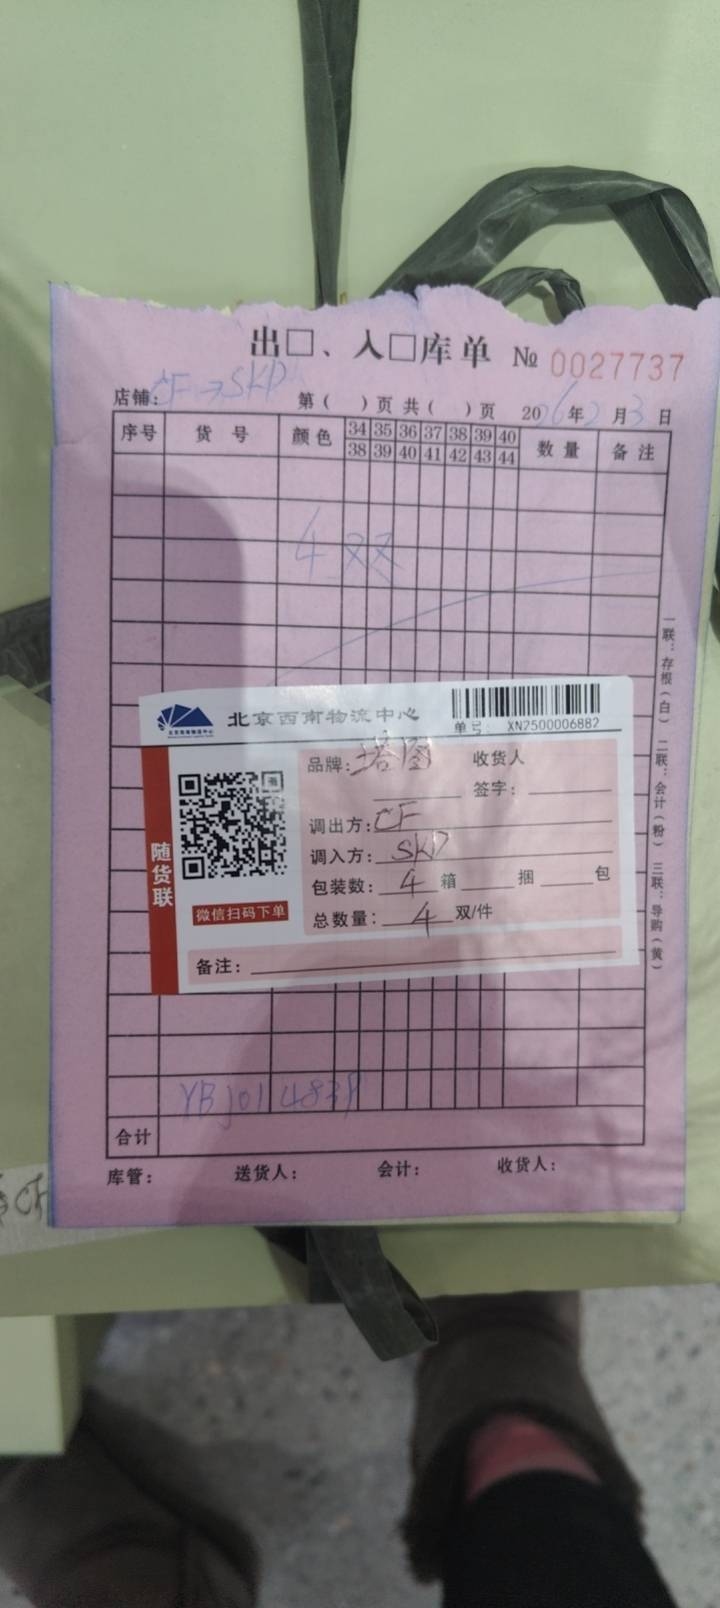 出□、入□库单 № 0027737
店铺: CF→SKP 第( )页 共( )页 2026年2月3日
序号 货号 颜色 34 35 36 37 38 39 40 数量 备注
38 39 40 41 42 43 44
4双
一联:存根(白) 二联:会计(粉) 三联:导购(黄)
北京西南物流中心
单号: XN2500006882
品牌: 塔图 收货人
签字:
调出方: CF
调入方: SKP
包装数: 4 箱 捆 包
总数量: 4 双/件
备注:
随货联
微信扫码下单
合计
库管: 送货人: 会计: 收货人:
CF